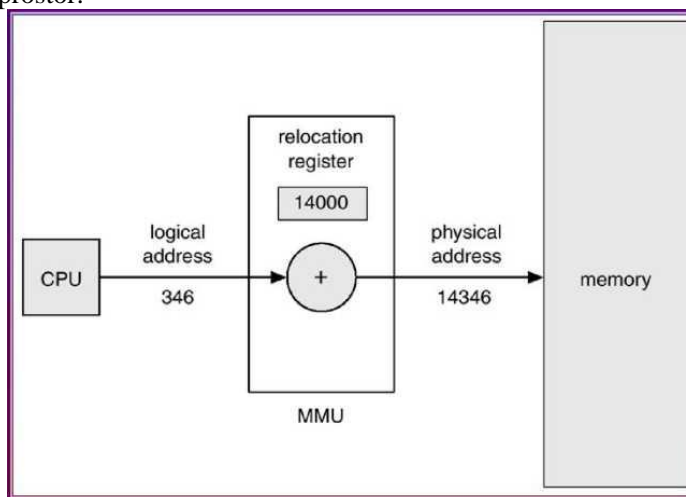 prostor.
relocation
register
14000
logical
address
physical
address
CPU
+
memory
346
14346
MMU